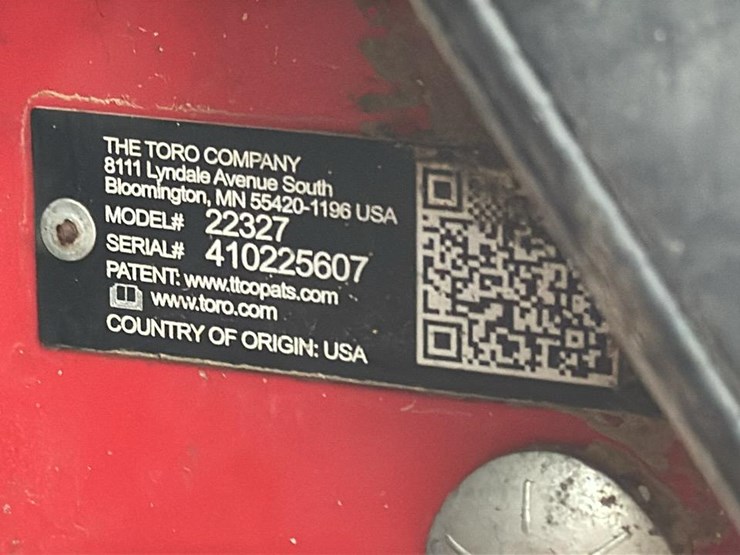 THE TORO COMPANY
8111 Lyndale Avenue South
Bloomington, MN 55420-1196 USA
MODEL# 22327
SERIAL# 410225607
PATENT: www.ttcopats.com
www.toro.com
COUNTRY OF ORIGIN: USA